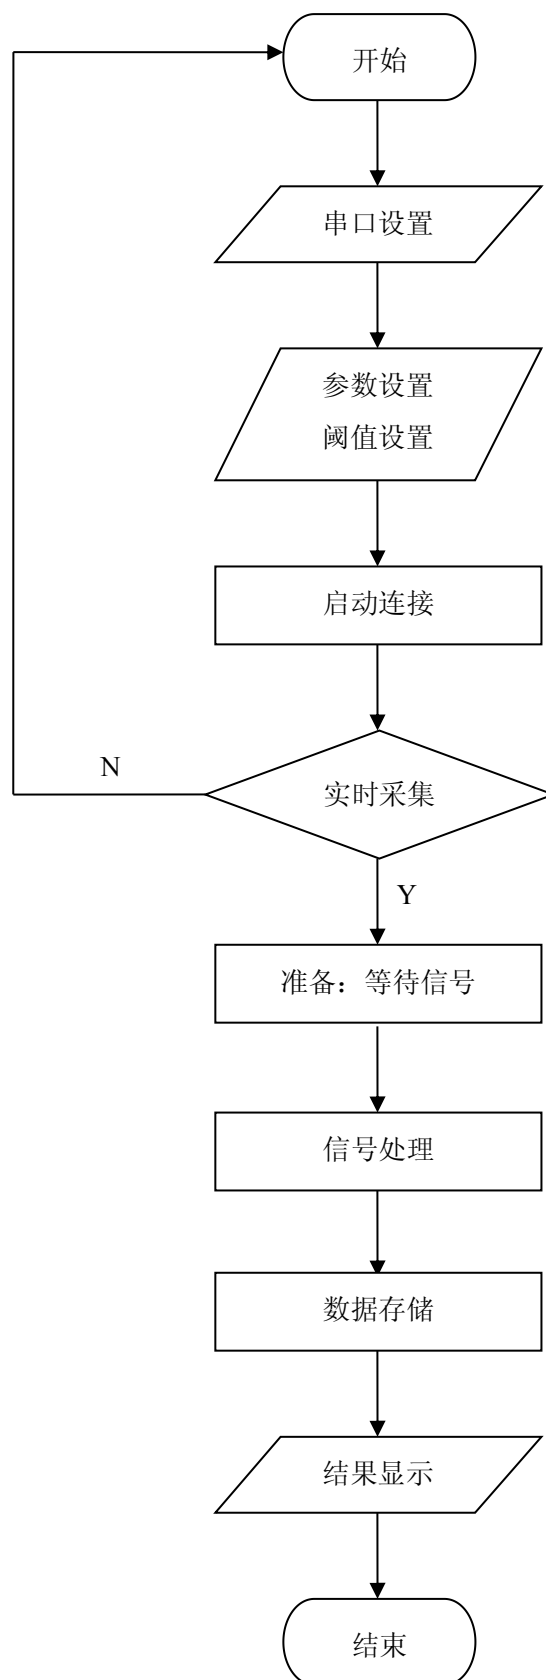 开始
串口设置
参数设置
阈值设置
启动连接
N
实时采集
Y
准备：等待信号
信号处理
数据存储
结果显示
结束